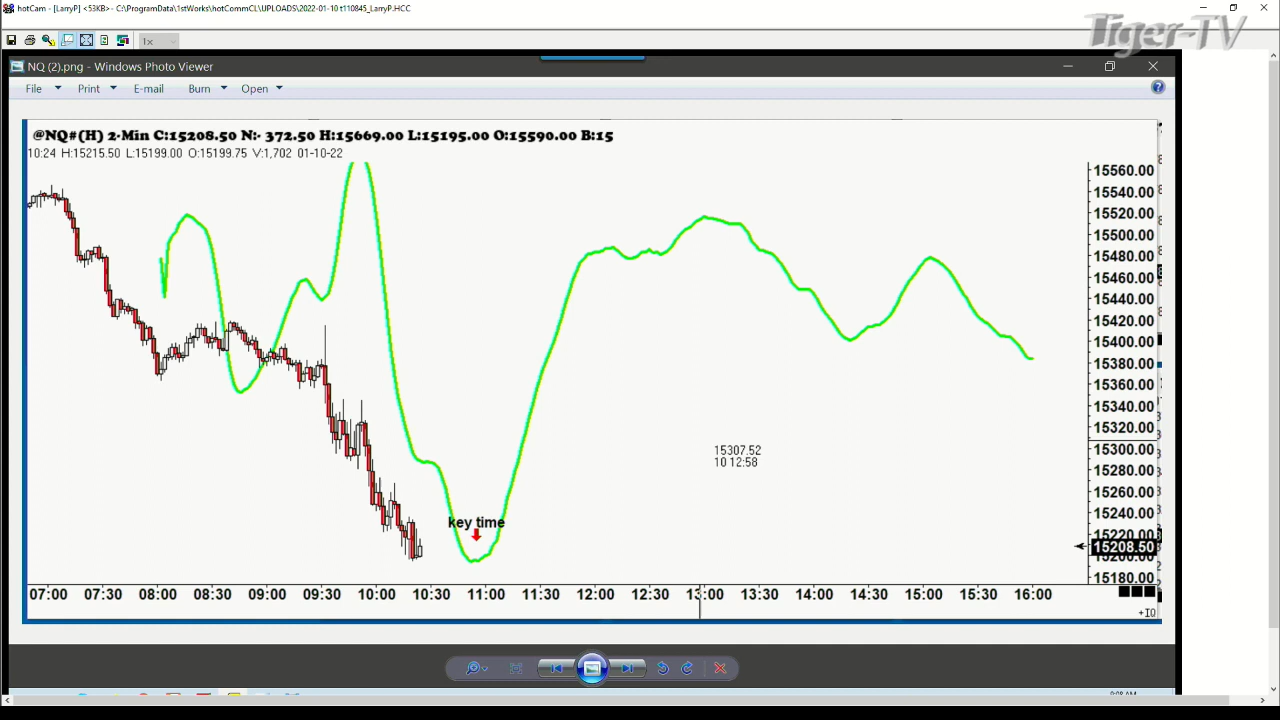 hotCam - [LarryP] <53KB>- C:\ProgramData\1stWorks\hotCommCL\UPLOADS\2022-01-10 t110845_LarryP.HCC
Tiger-TV
1x
NQ (2).png - Windows Photo Viewer
File Print E-mail Burn Open
@NQ#(H) 2-Min C:15208.50 N:- 372.50 H:15669.00 L:15195.00 O:15590.00 B:15
10:24 H:15215.50 L:15199.00 O:15199.75 V:1,702 01-10-22
15560.00
15540.00
15520.00
15500.00
15480.00
15460.00
15440.00
15420.00
15400.00
15380.00
15360.00
15340.00
15320.00
15300.00
15307.52
10 12:58
15280.00
15260.00
15240.00
key time
15220.00
15208.50
15200.00
15180.00
07:00 07:30 08:00 08:30 09:00 09:30 10:00 10:30 11:00 11:30 12:00 12:30 13:00 13:30 14:00 14:30 15:00 15:30 16:00
+10